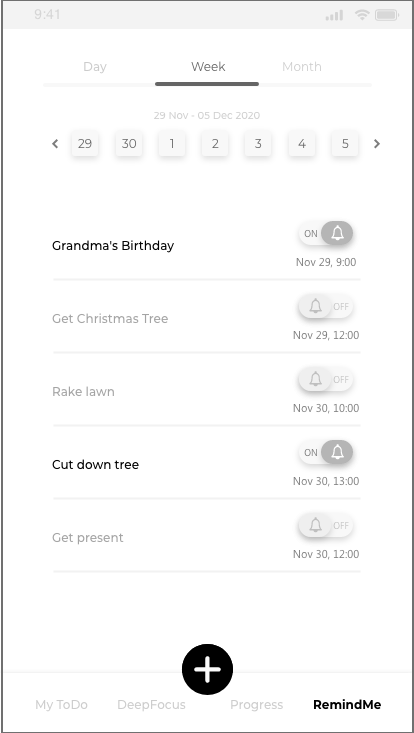 9:41
Day Week Month
29 Nov - 05 Dec 2020
29 30 1 2 3 4 5
ON
Grandma's Birthday
Nov 29, 9:00
OFF
Get Christmas Tree
Nov 29, 12:00
OFF
Rake lawn
Nov 30, 10:00
ON
Cut down tree
Nov 30, 13:00
OFF
Get present
Nov 30, 12:00
My ToDo DeepFocus Progress RemindMe